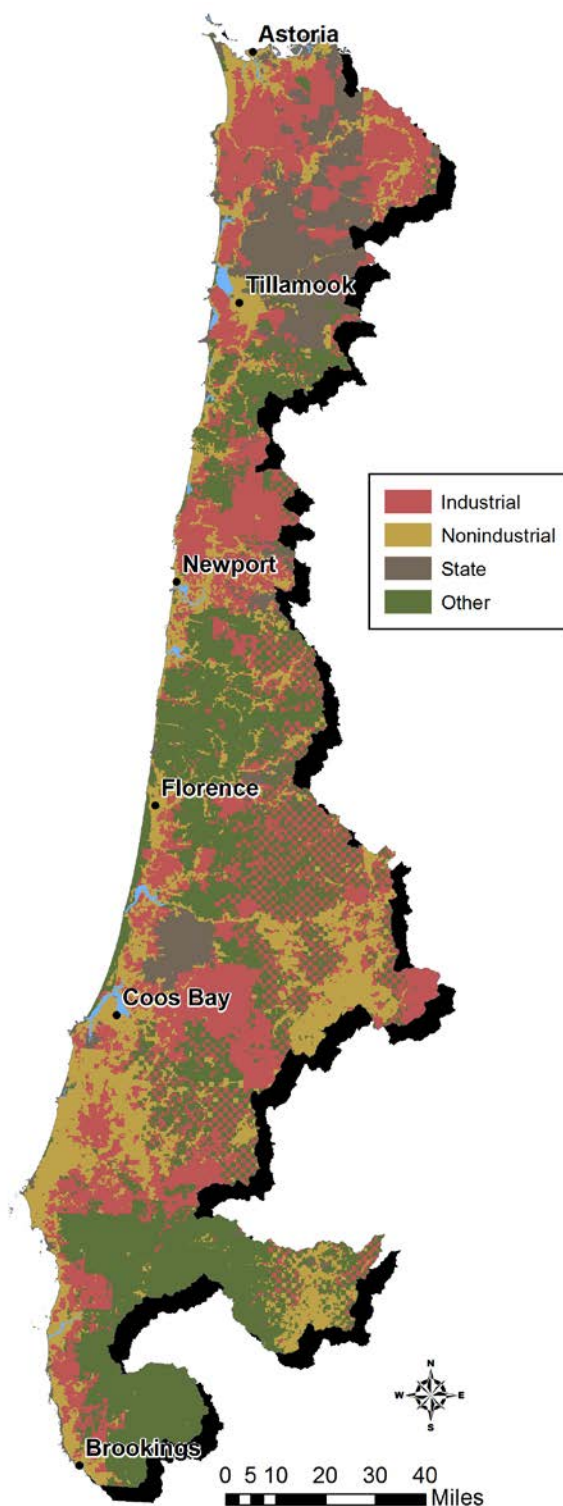 Astoria
Tillamook
Industrial
Nonindustrial
State
Other
Newport
Florence
Coos Bay
N
W E
S
Brookings
0 5 10 20 30 40
Miles